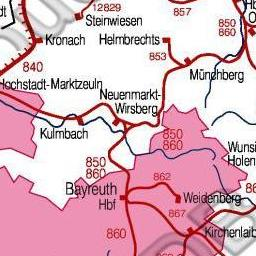 12829
Steinwiesen
857
850
860
Kronach
Helmbrechts
853
840
Münchberg
Hochstadt-Marktzeuln
Neuenmarkt-
Wirsberg
Kulmbach
850
860
850
860
Bayreuth
Hbf
862
Weidenberg
867
860